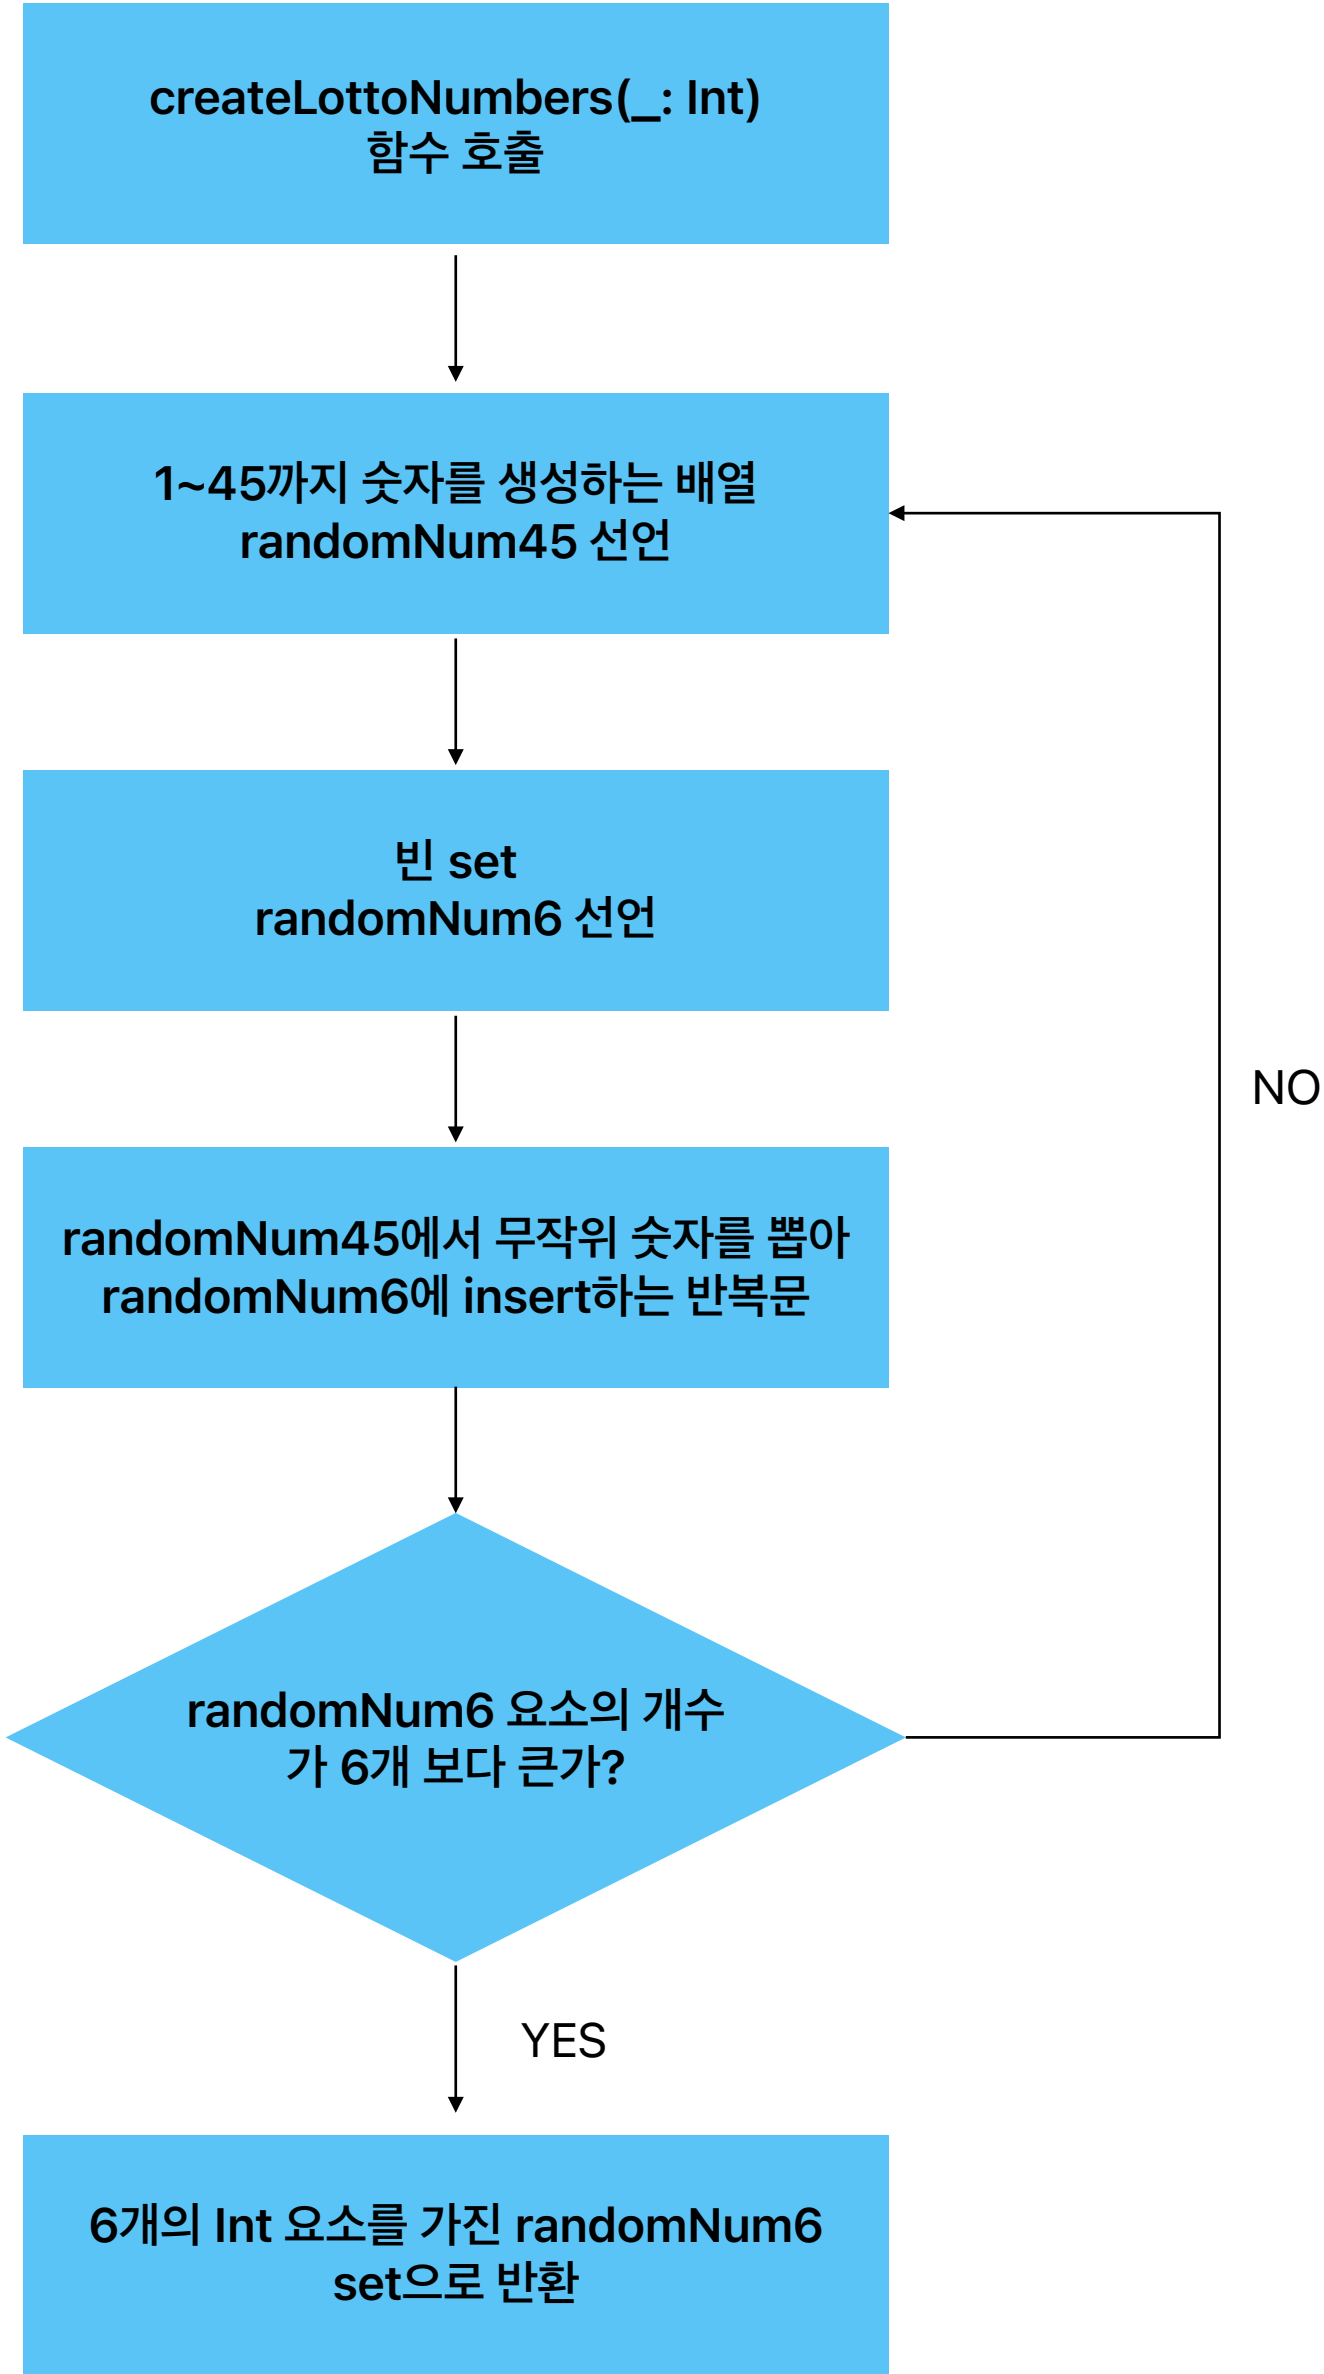 createLottoNumbers(_: Int)
함수 호출
1~45까지 숫자를 생성하는 배열
randomNum45 선언
빈 set
randomNum6 선언
randomNum45에서 무작위 숫자를 뽑아
randomNum6에 insert하는 반복문
NO
randomNum6 요소의 개수
가 6개 보다 큰가?
YES
6개의 Int 요소를 가진 randomNum6
set으로 반환